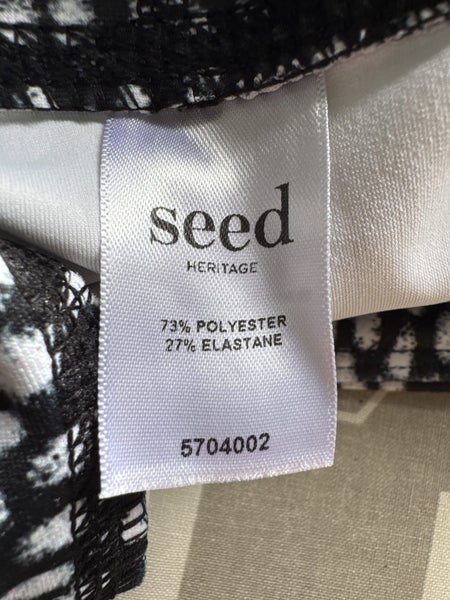 seed
HERITAGE
73% POLYESTER
27% ELASTANE
5704002